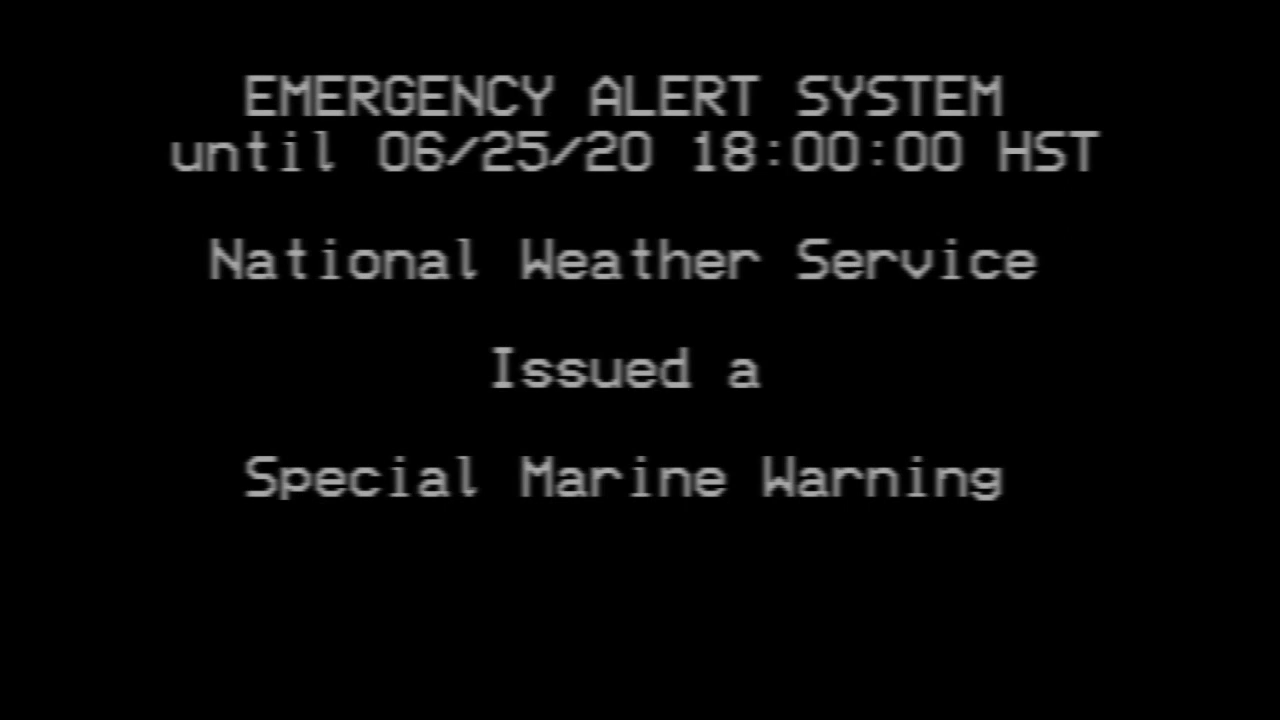 EMERGENCY ALERT SYSTEM
until 06/25/20 18:00:00 HST
National Weather Service
Issued a
Special Marine Warning